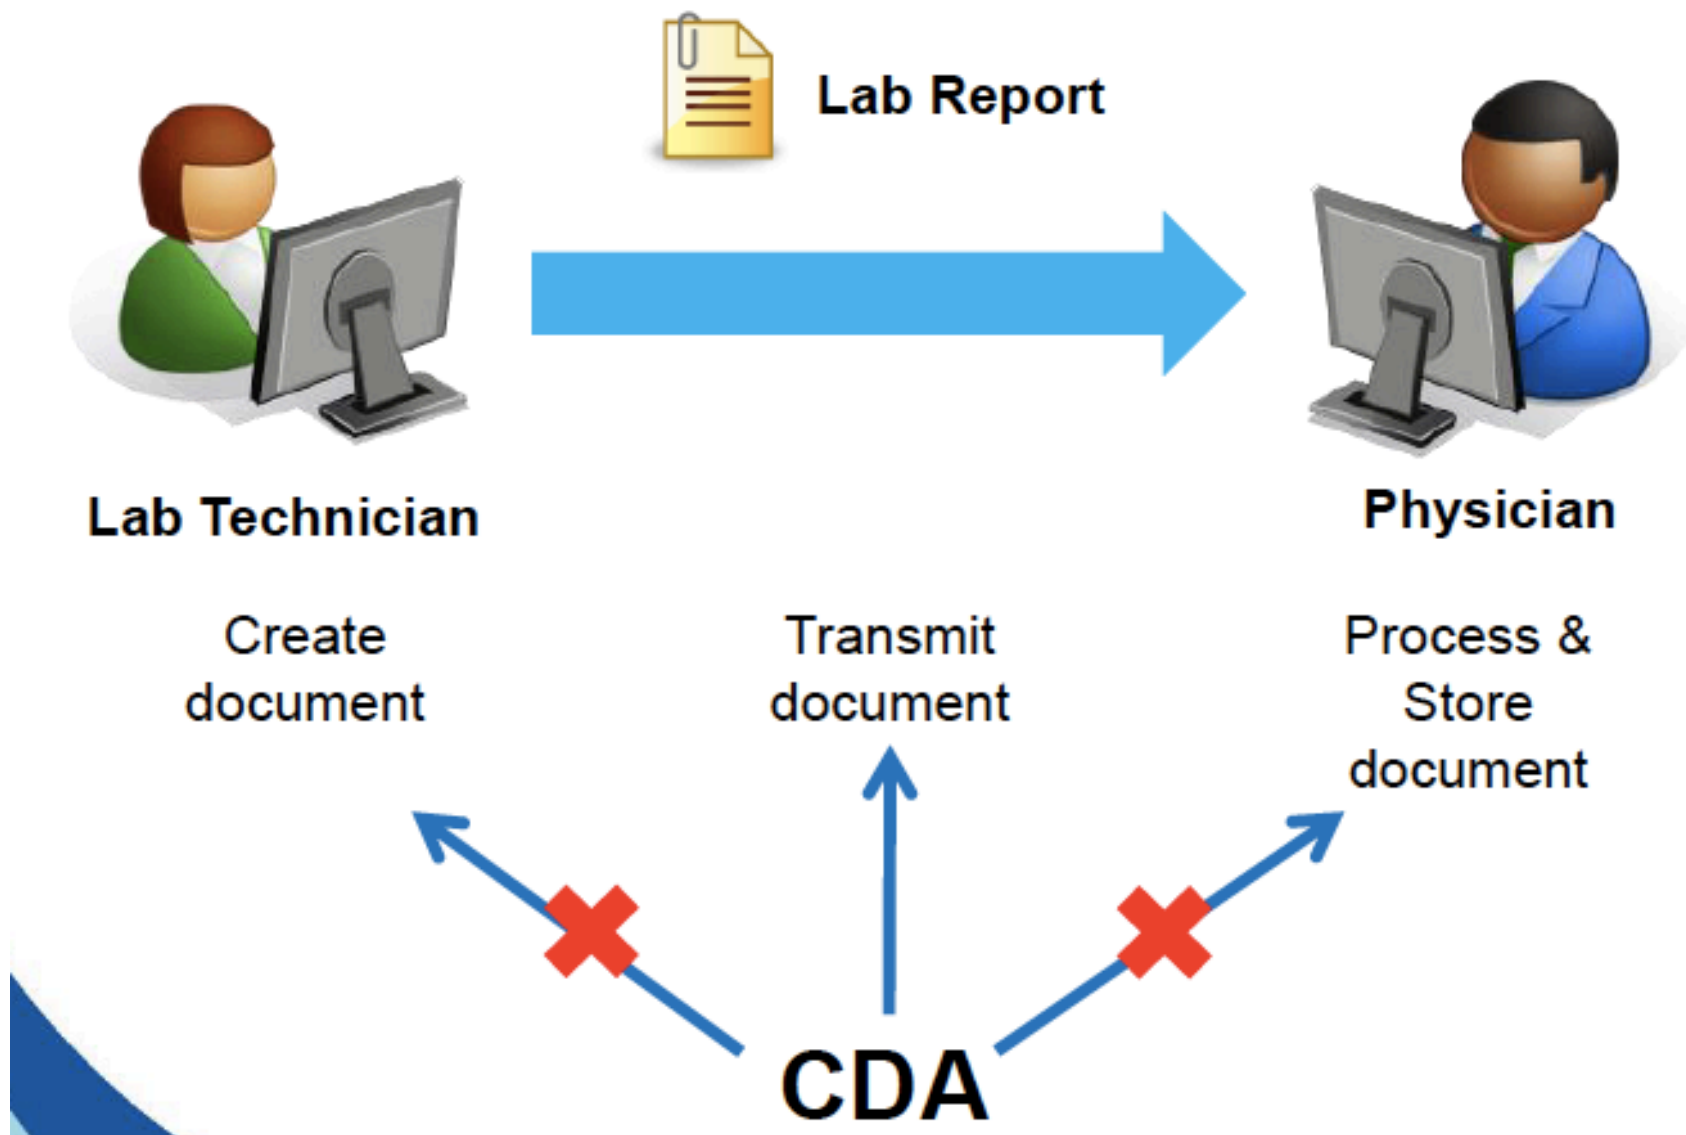 Lab Report
Lab Technician
Physician
Create
document
Transmit
document
Process &
Store
document
CDA